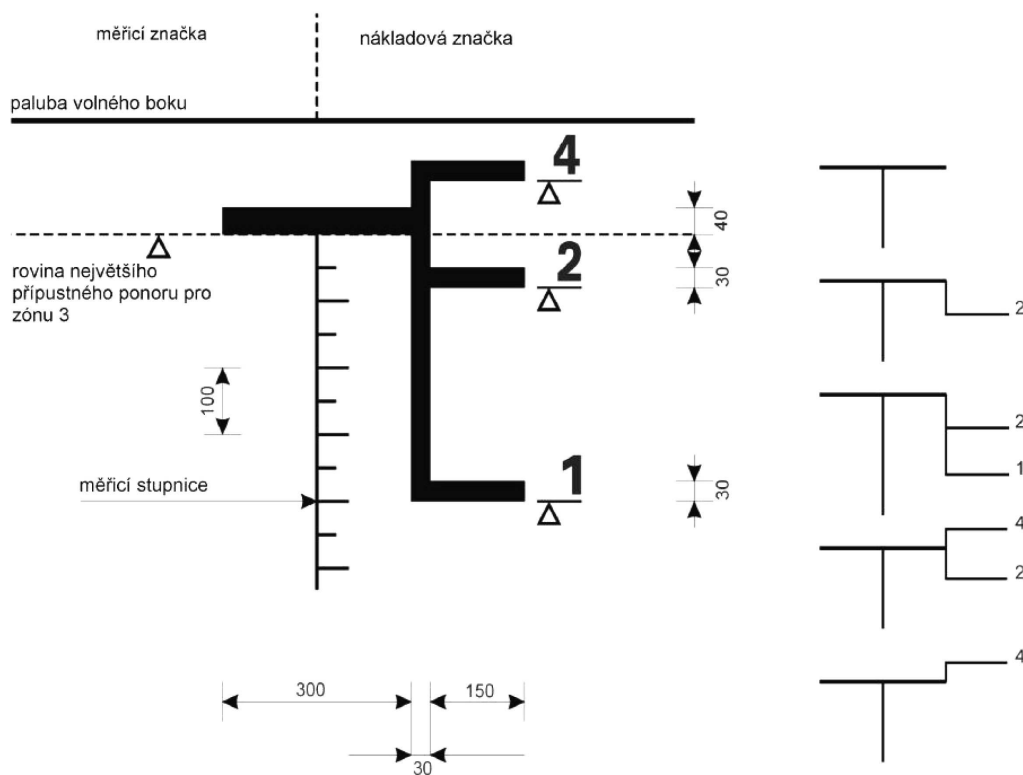 měřicí značka
nákladová značka
paluba volného boku
4
40
2
30
rovina největšího
přípustného ponoru pro
zónu 3
100
měřicí stupnice
1
30
300
150
30
2
2
1
4
2
4